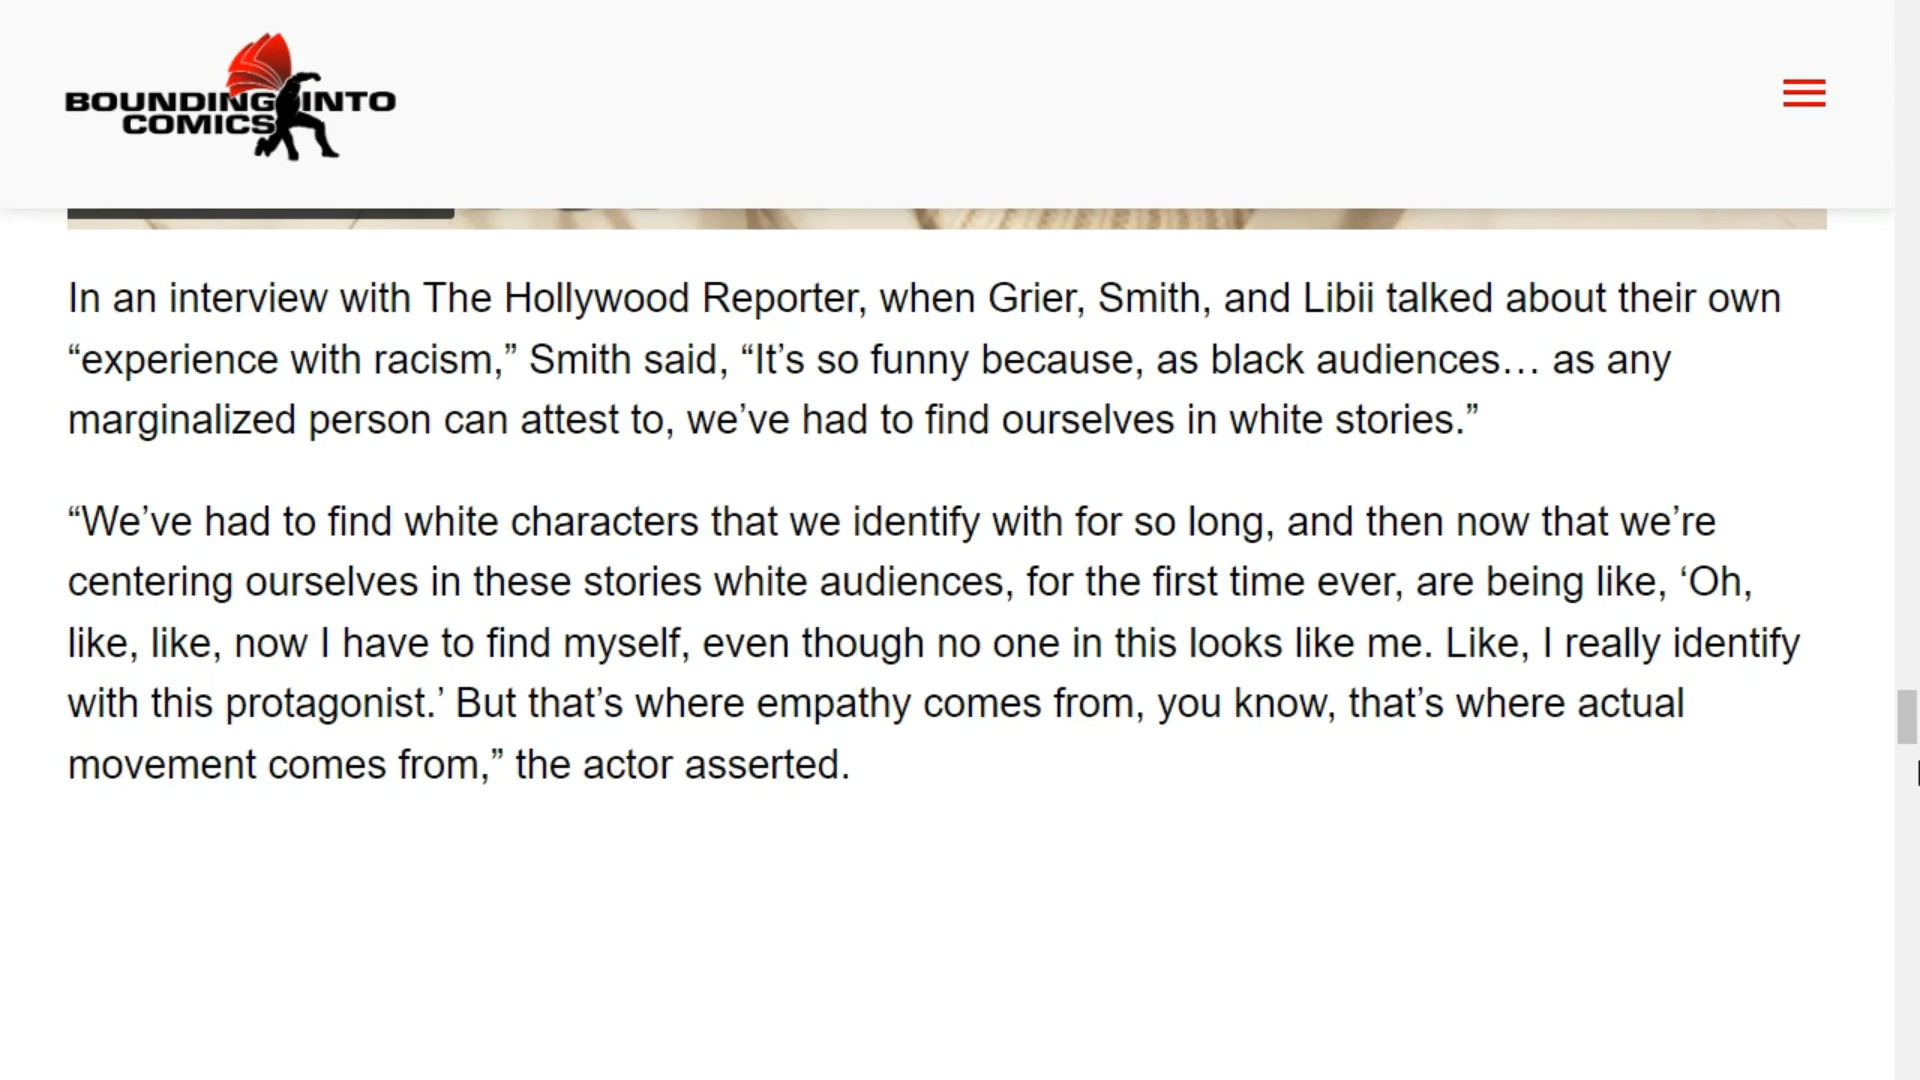 BOUNDING INTO
COMICS
In an interview with The Hollywood Reporter, when Grier, Smith, and Libii talked about their own
“experience with racism,” Smith said, “It’s so funny because, as black audiences… as any
marginalized person can attest to, we’ve had to find ourselves in white stories.”
“We’ve had to find white characters that we identify with for so long, and then now that we’re
centering ourselves in these stories white audiences, for the first time ever, are being like, ‘Oh,
like, like, now I have to find myself, even though no one in this looks like me. Like, I really identify
with this protagonist.’ But that’s where empathy comes from, you know, that’s where actual
movement comes from,” the actor asserted.